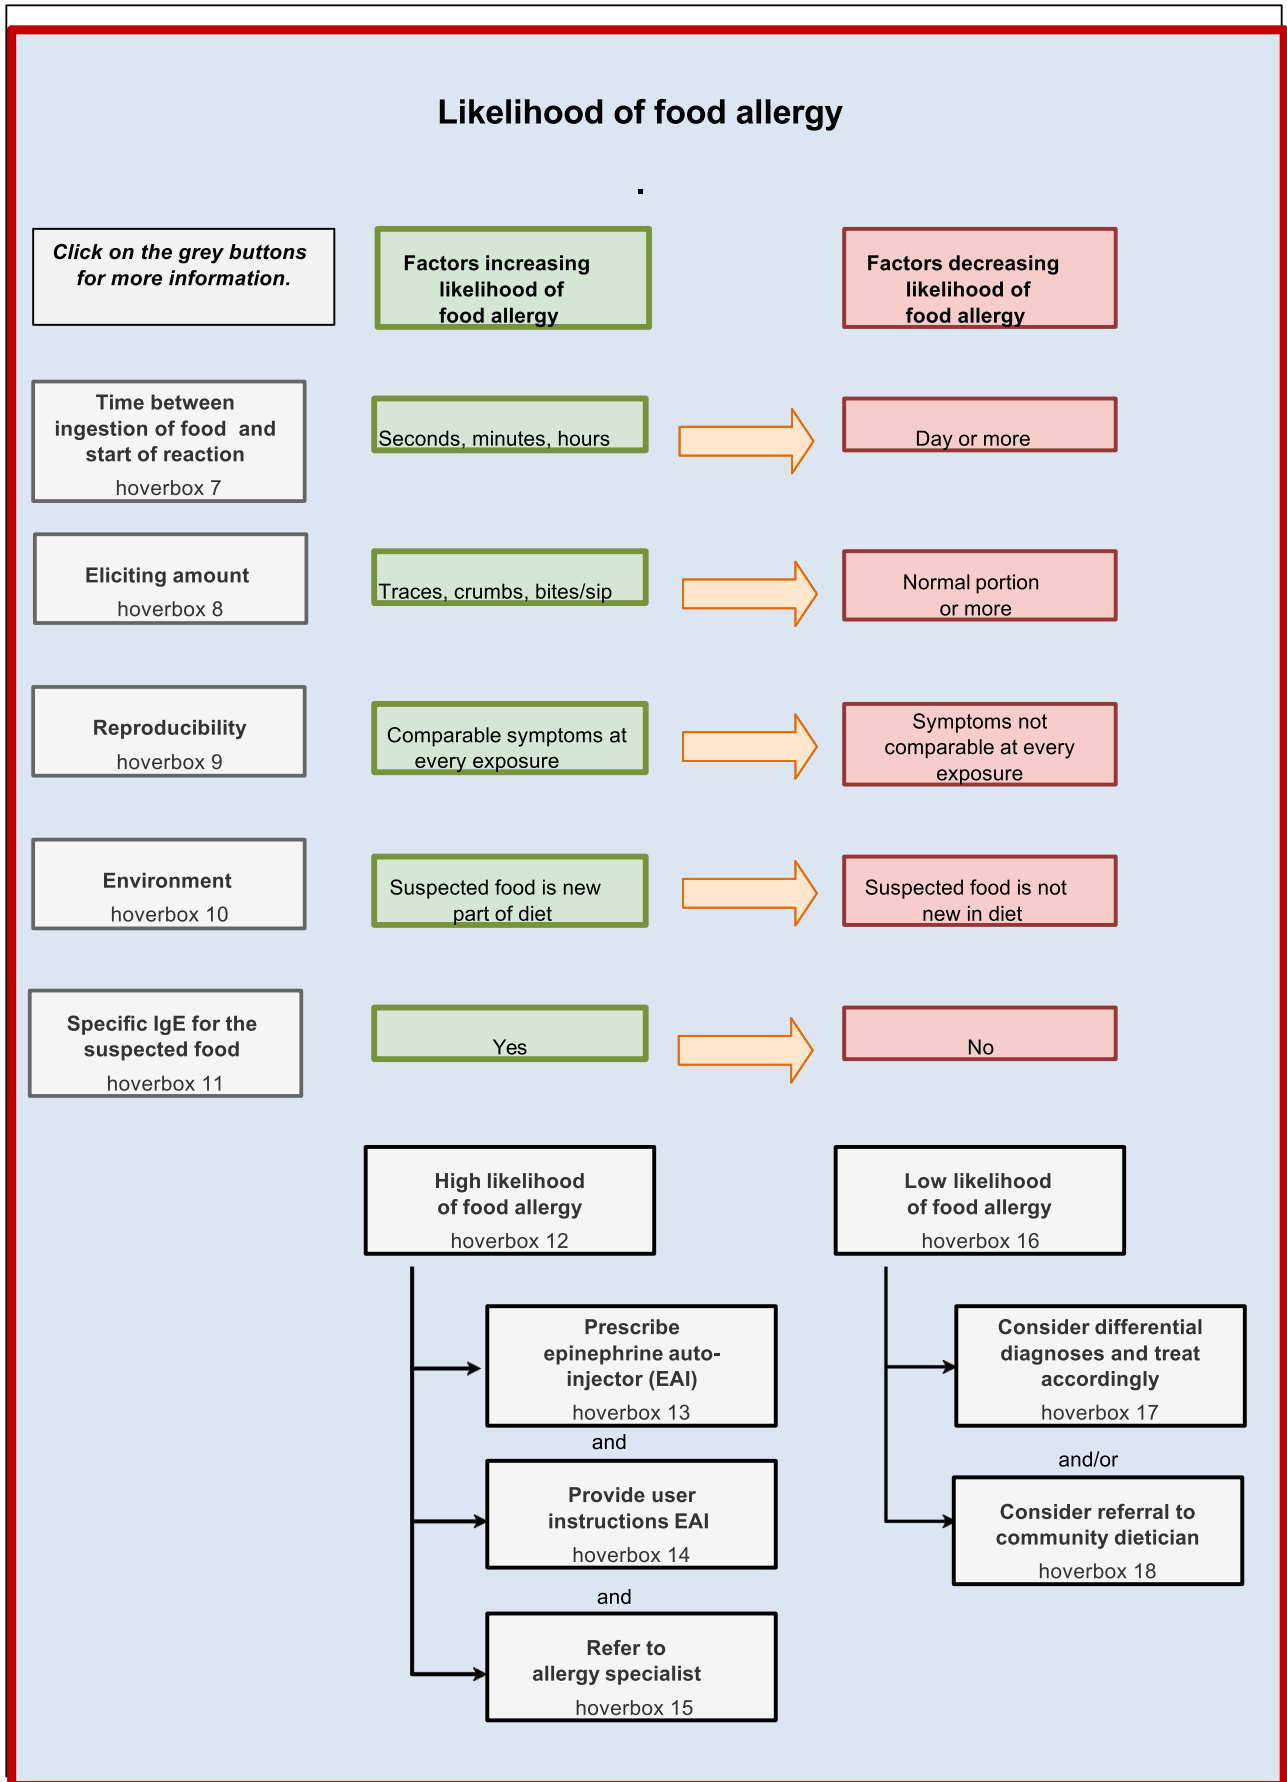 Likelihood of food allergy
.
Click on the grey buttons
for more information.
Factors increasing
likelihood of
food allergy
Factors decreasing
likelihood of
food allergy
Time between
ingestion of food and
start of reaction
hoverbox 7
Seconds, minutes, hours
Day or more
Eliciting amount
hoverbox 8
Traces, crumbs, bites/sip
Normal portion
or more
Reproducibility
hoverbox 9
Comparable symptoms at
every exposure
Symptoms not
comparable at every
exposure
Environment
hoverbox 10
Suspected food is new
part of diet
Suspected food is not
new in diet
Specific IgE for the
suspected food
hoverbox 11
Yes
No
High likelihood
of food allergy
hoverbox 12
Low likelihood
of food allergy
hoverbox 16
Prescribe
epinephrine auto-
injector (EAI)
hoverbox 13
and
Provide user
instructions EAI
hoverbox 14
and
Refer to
allergy specialist
hoverbox 15
Consider differential
diagnoses and treat
accordingly
hoverbox 17
and/or
Consider referral to
community dietician
hoverbox 18